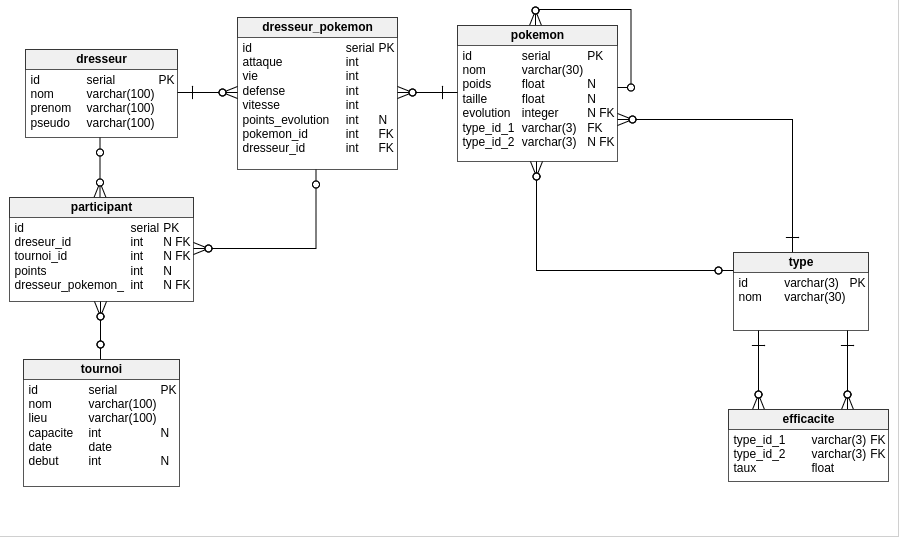 dresseur
id serial PK
nom varchar(100)
prenom varchar(100)
pseudo varchar(100)
dresseur_pokemon
id serial PK
attaque int
vie int
defense int
vitesse int
points_evolution int N
pokemon_id int FK
dresseur_id int FK
pokemon
id serial PK
nom varchar(30)
poids float N
taille float N
evolution integer N FK
type_id_1 varchar(3) FK
type_id_2 varchar(3) N FK
participant
id serial PK
dreseur_id int N FK
tournoi_id int N FK
points int N
dresseur_pokemon_ int N FK
type
id varchar(3) PK
nom varchar(30)
tournoi
id serial PK
nom varchar(100)
lieu varchar(100)
capacite int N
date date
debut int N
efficacite
type_id_1 varchar(3) FK
type_id_2 varchar(3) FK
taux float